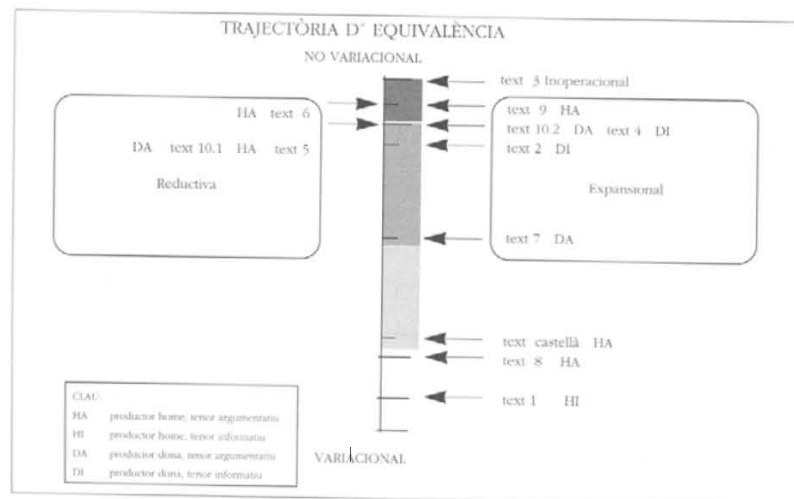 TRAJECTÒRIA D' EQUIVALÈNCIA
NO VARIACIONAL
text 3 Inoperacional
HA text 6
text 9 HA
text 10.2 DA text 4 DI
DA text 10.1 HA text 5
text 2 DI
Reductiva
Expansional
text 7 DA
text castellà HA
text 8 HA
text 1 HI
CLAU:
HA productor home, tenor argumentatiu
HI productor home, tenor informatiu
DA productor dona, tenor argumentatiu
DI productor dona, tenor informatiu
VARIACIONAL